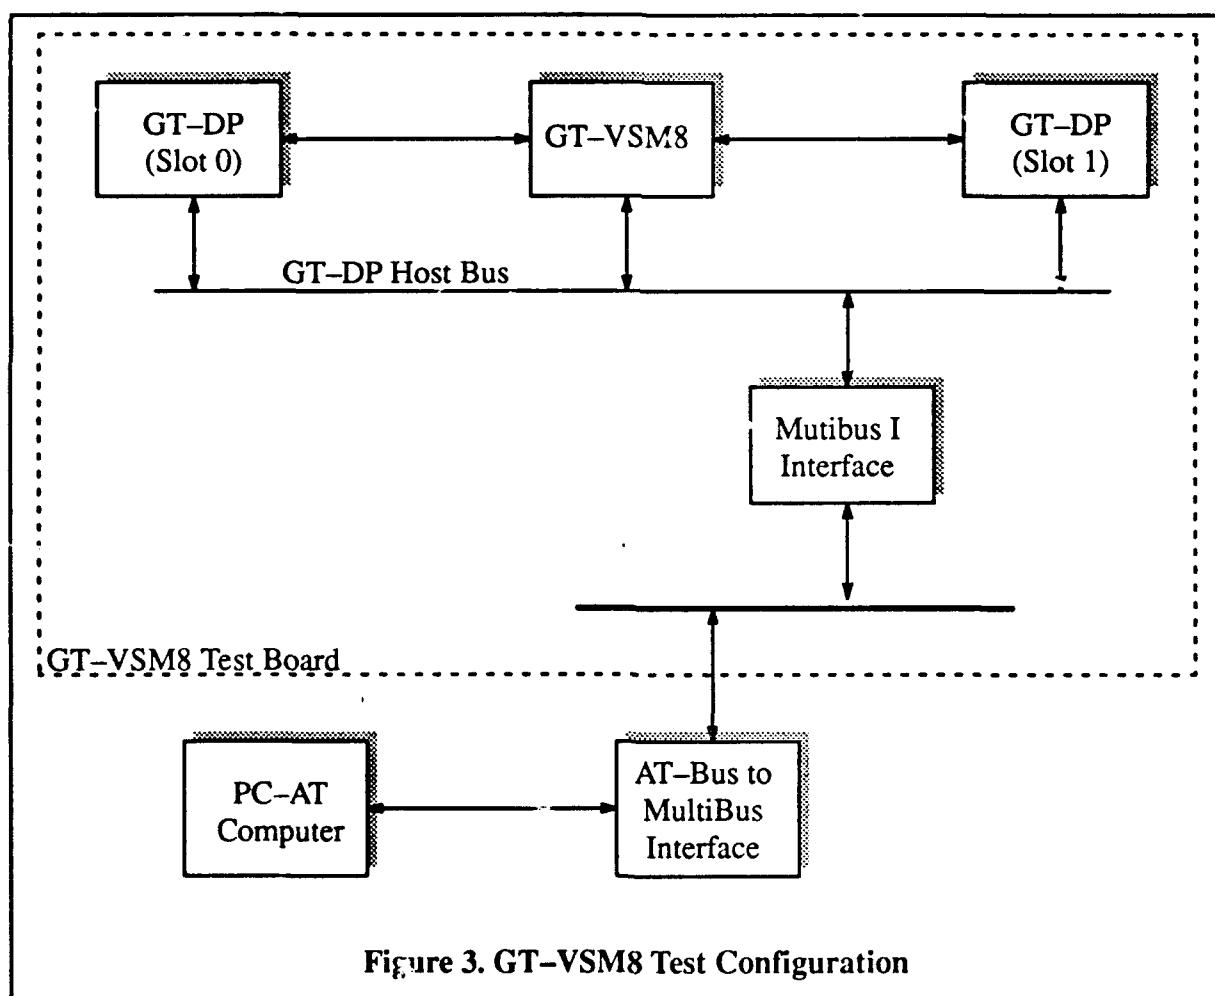 GT–DP
(Slot 0)
GT–VSM8
GT–DP
(Slot 1)
GT–DP Host Bus
Mutibus I
Interface
GT–VSM8 Test Board
PC–AT
Computer
AT–Bus to
MultiBus
Interface
Figure 3. GT–VSM8 Test Configuration